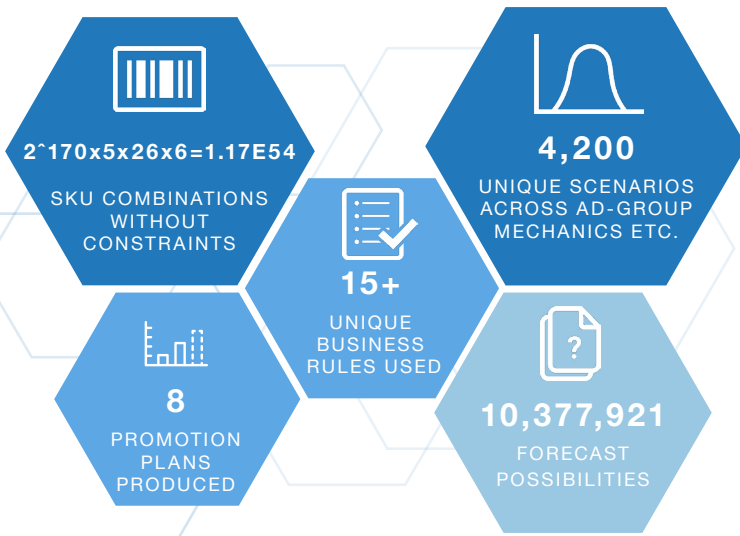 2^170x5x26x6=1.17E54
SKU COMBINATIONS
WITHOUT
CONSTRAINTS
4,200
UNIQUE SCENARIOS
ACROSS AD-GROUP
MECHANICS ETC.
15+
UNIQUE
BUSINESS
RULES USED
8
PROMOTION
PLANS
PRODUCED
?
10,377,921
FORECAST
POSSIBILITIES